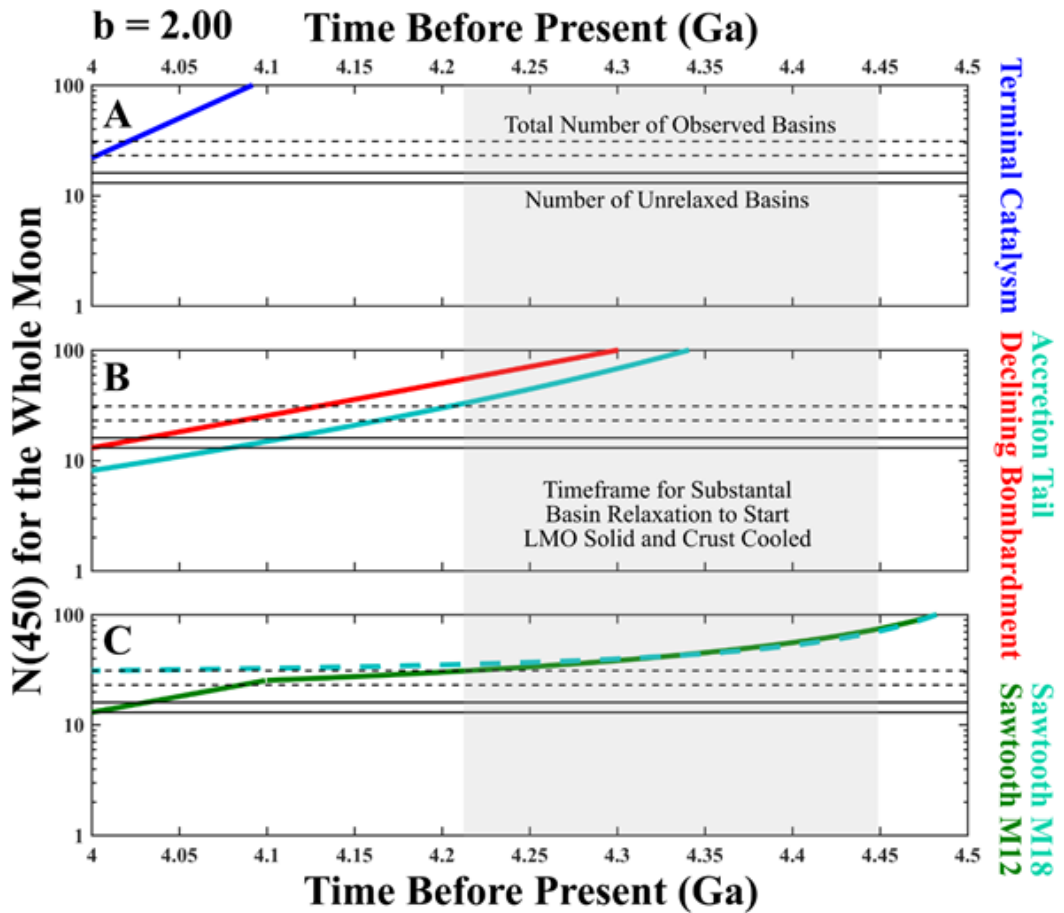 b = 2.00
Time Before Present (Ga)
4 4.05 4.1 4.15 4.2 4.25 4.3 4.35 4.4 4.45 4.5
N(450) for the Whole Moon
100
10
1
A
Total Number of Observed Basins
Number of Unrelaxed Basins
Terminal Catalysm
100
10
1
B
Timeframe for Substantal
Basin Relaxation to Start
LMO Solid and Crust Cooled
Accretion Tail
Declining Bombardment
100
10
1
C
Sawtooth M18
Sawtooth M12
4 4.05 4.1 4.15 4.2 4.25 4.3 4.35 4.4 4.45 4.5
Time Before Present (Ga)